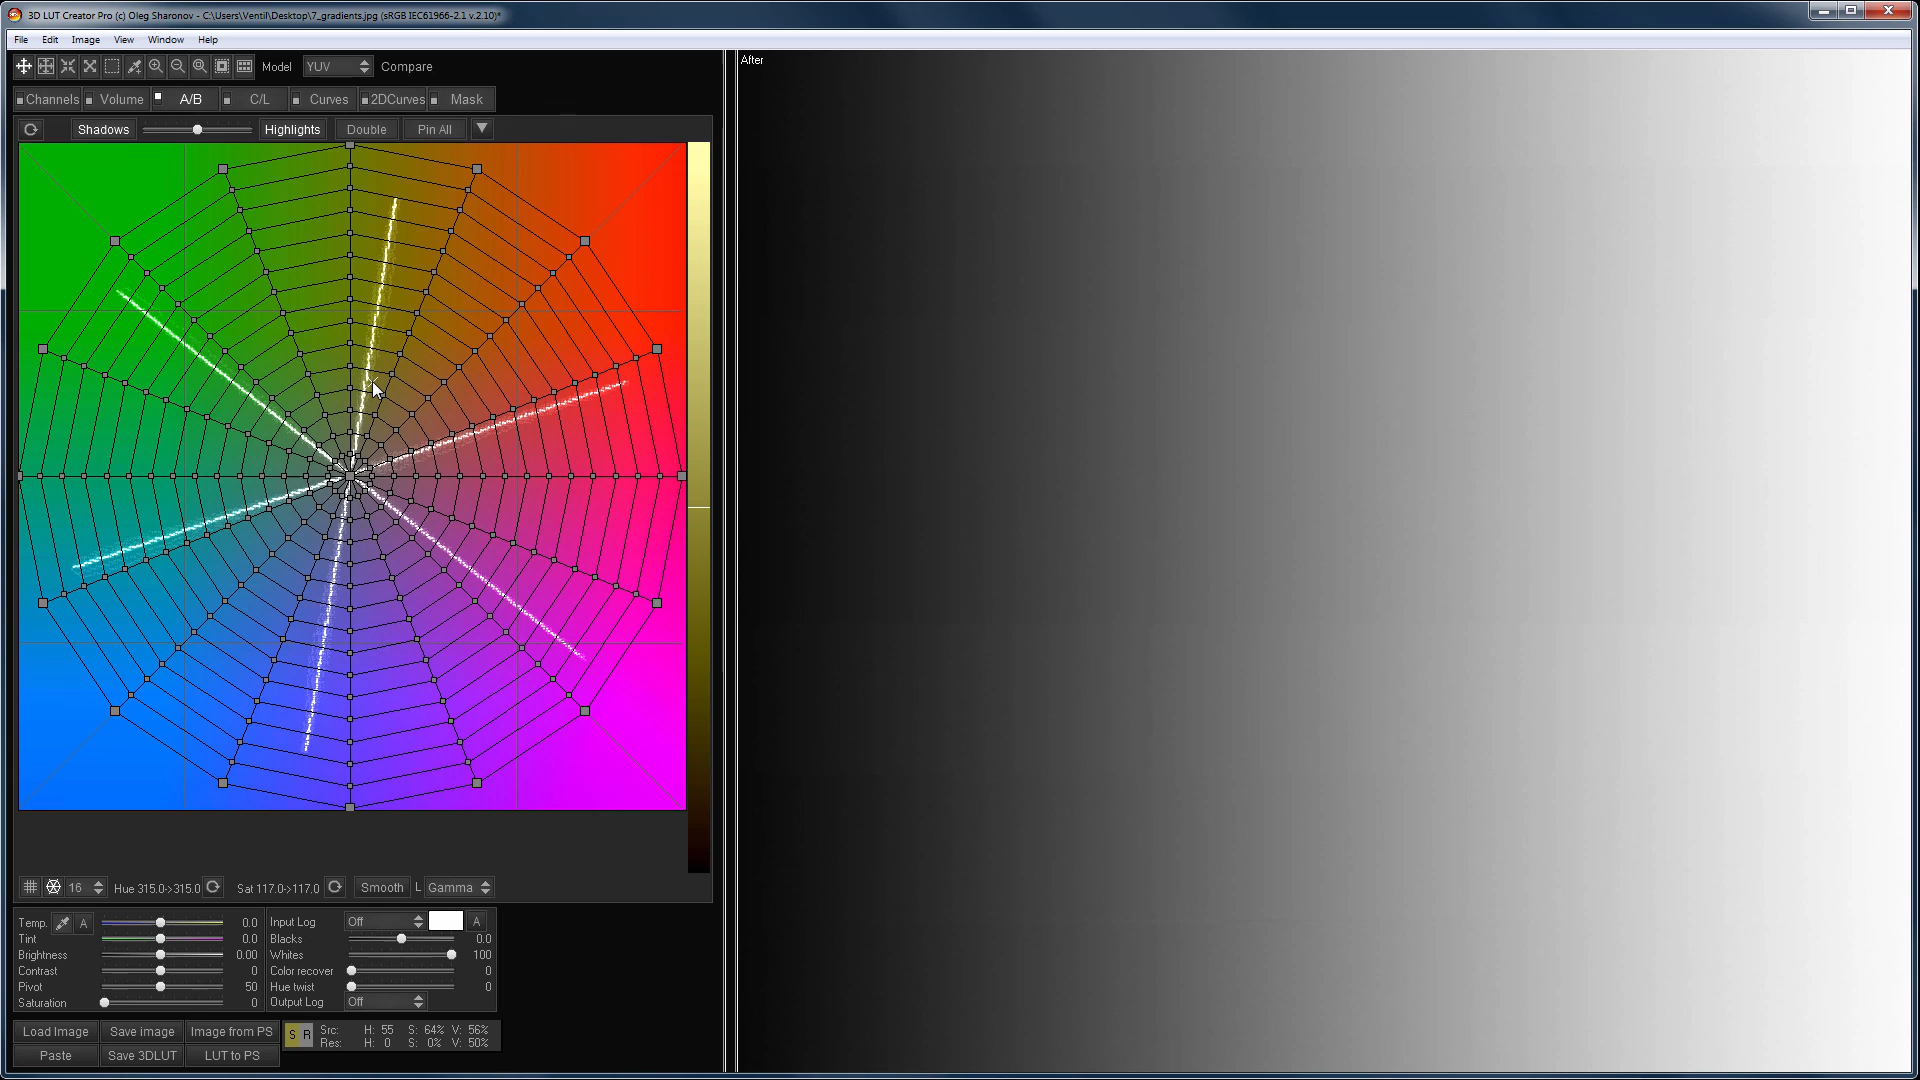 3D LUT Creator Pro (c) Oleg Sharonov - C:\Users\Ventil\Desktop\7_gradients.jpg (sRGB IEC61966-2.1 v.2.10)*
File Edit Image View Window Help
Model YUV Compare
Channels Volume A/B C/L Curves 2DCurves Mask
Shadows Highlights Double Pin All
After
16 Hue 315.0->315.0 Sat 117.0->117.0 Smooth L Gamma
Temp. A 0.0
Tint 0.0
Brightness 0.00
Contrast 0
Pivot 50
Saturation 0
Input Log Off A
Blacks 0.0
Whites 100
Color recover 0
Hue twist 0
Output Log Off
Load Image Save image Image from PS
Paste Save 3DLUT LUT to PS
S R
Src: H: 55 S: 64% V: 56%
Res: H: 0 S: 0% V: 50%